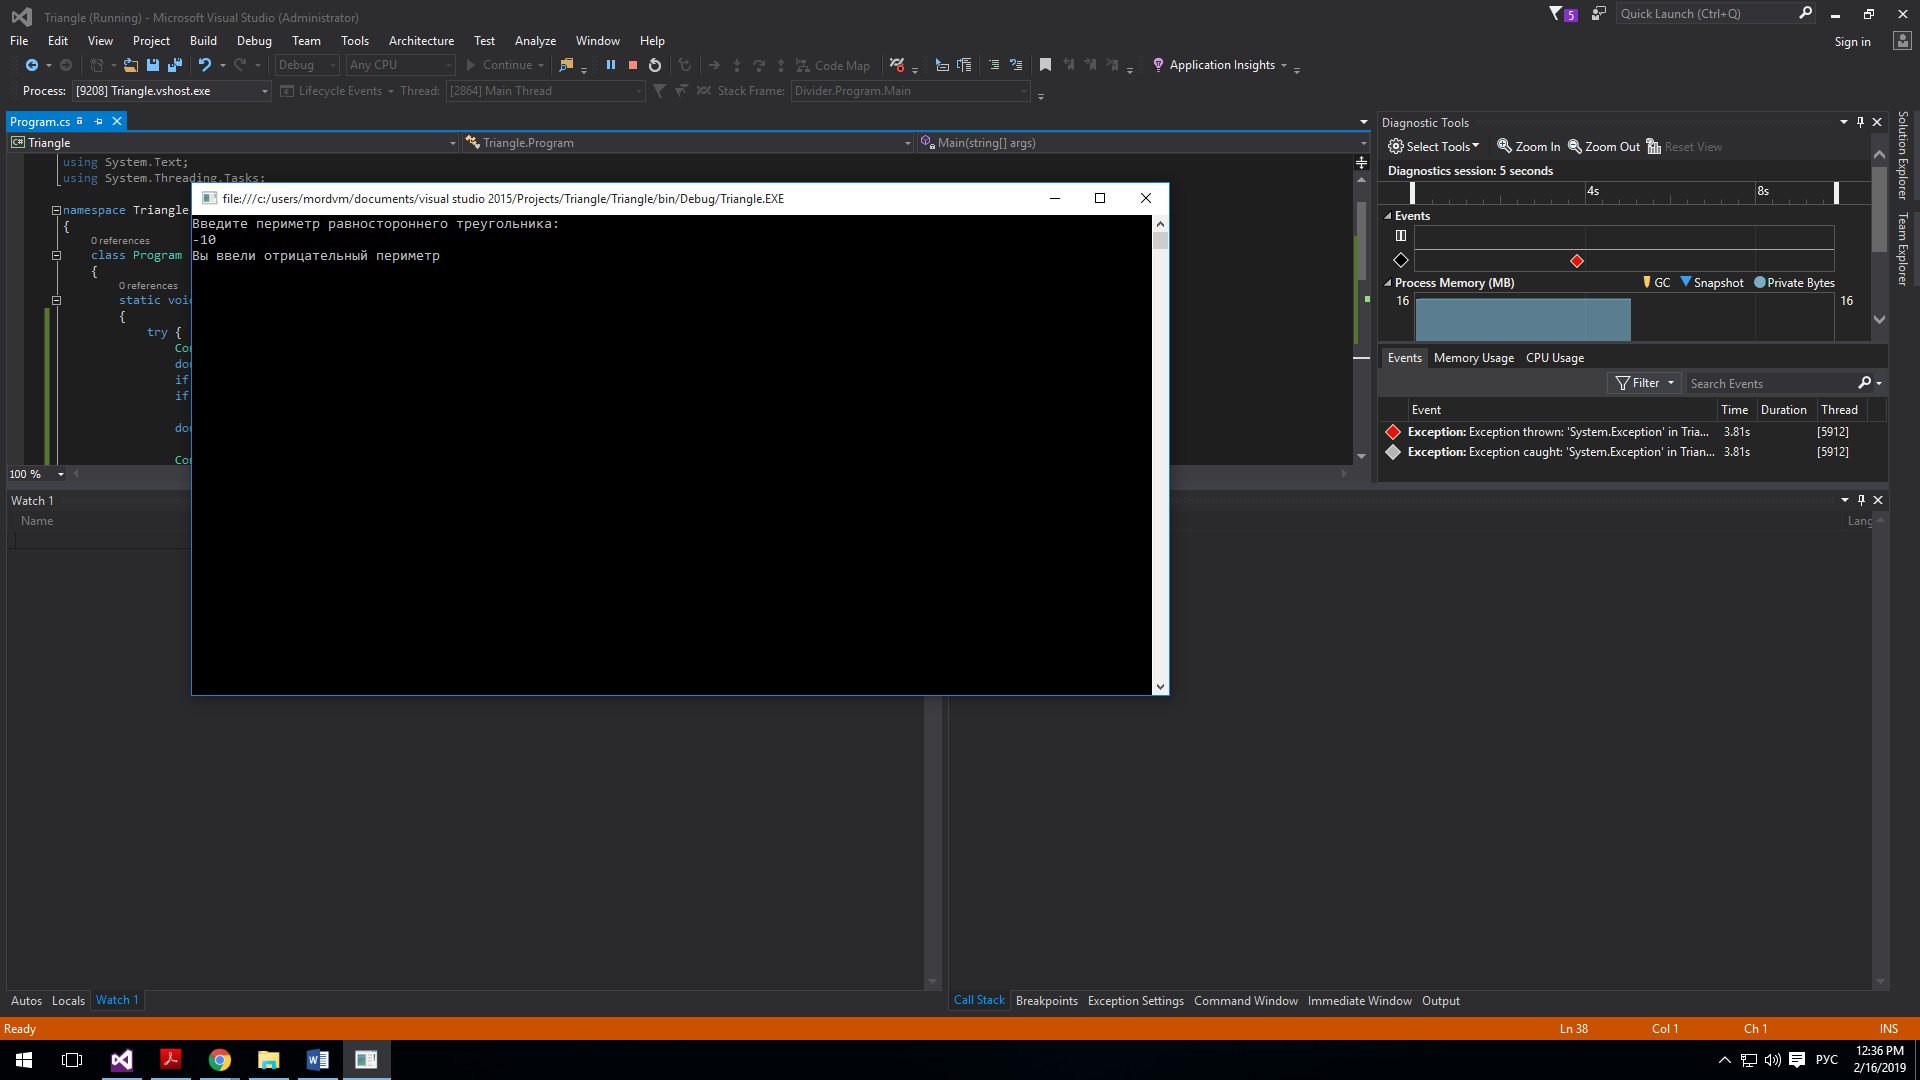 Triangle (Running) - Microsoft Visual Studio (Administrator)
5
Quick Launch (Ctrl+Q)
File Edit View Project Build Debug Team Tools Architecture Test Analyze Window Help
Sign in
Debug Any CPU Continue Code Map Application Insights
Process: [9208] Triangle.vshost.exe Lifecycle Events Thread: [2864] Main Thread Stack Frame: Divider.Program.Main
Program.cs
Triangle Triangle.Program Main(string[] args)
using System.Text;
using System.Threading.Tasks;
namespace Triangle
{
0 references
class Program
{
0 references
static void
{
try {
Con
dou
if
if
dou
Con
100 %
file:///c:/users/mordvm/documents/visual studio 2015/Projects/Triangle/Triangle/bin/Debug/Triangle.EXE
Введите периметр равностороннего треугольника:
-10
Вы ввели отрицательный периметр
Diagnostic Tools
Select Tools Zoom In Zoom Out Reset View
Diagnostics session: 5 seconds
4s 8s
Events
Process Memory (MB) GC Snapshot Private Bytes
16 16
Events Memory Usage CPU Usage
Filter Search Events
Event Time Duration Thread
Exception: Exception thrown: 'System.Exception' in Tria... 3.81s [5912]
Exception: Exception caught: 'System.Exception' in Trian... 3.81s [5912]
Solution Explorer
Team Explorer
Watch 1
Name
Lang
Autos Locals Watch 1
Call Stack Breakpoints Exception Settings Command Window Immediate Window Output
Ready Ln 38 Col 1 Ch 1 INS
РУС
12:36 PM
2/16/2019